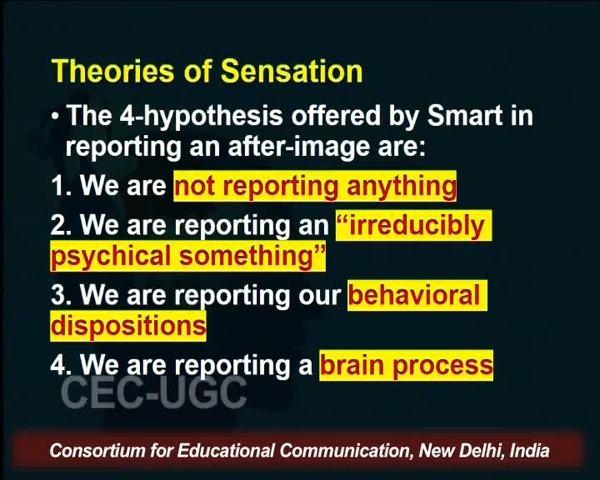 Theories of Sensation
• The 4-hypothesis offered by Smart in
reporting an after-image are:
1. We are not reporting anything
2. We are reporting an “irreducibly
psychical something”
3. We are reporting our behavioral
dispositions
4. We are reporting a brain process
CEC-UGC
Consortium for Educational Communication, New Delhi, India